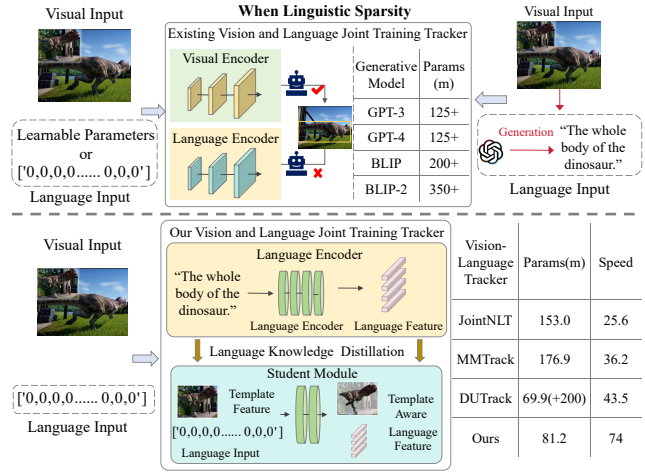 Visual Input
When Linguistic Sparsity
Visual Input
Existing Vision and Language Joint Training Tracker
Visual Encoder
Language Encoder
Generative Model
Params (m)
GPT-3
125+
GPT-4
125+
BLIP
200+
BLIP-2
350+
Learnable Parameters
or
['0,0,0,0...... 0,0,0']
Language Input
Generation
“The whole
body of the
dinosaur.”
Language Input
Visual Input
['0,0,0,0...... 0,0,0']
Language Input
Our Vision and Language Joint Training Tracker
Language Encoder
“The whole
body of the
dinosaur.”
Language Encoder
Language Feature
Language Knowledge Distillation
Student Module
Template
Feature
Template
Aware
['0,0,0,0...... 0,0,0']
Language Input
Language
Feature
Vision-
Language
Tracker
Params(m)
Speed
JointNLT
153.0
25.6
MMTrack
176.9
36.2
DUTrack
69.9(+200)
43.5
Ours
81.2
74